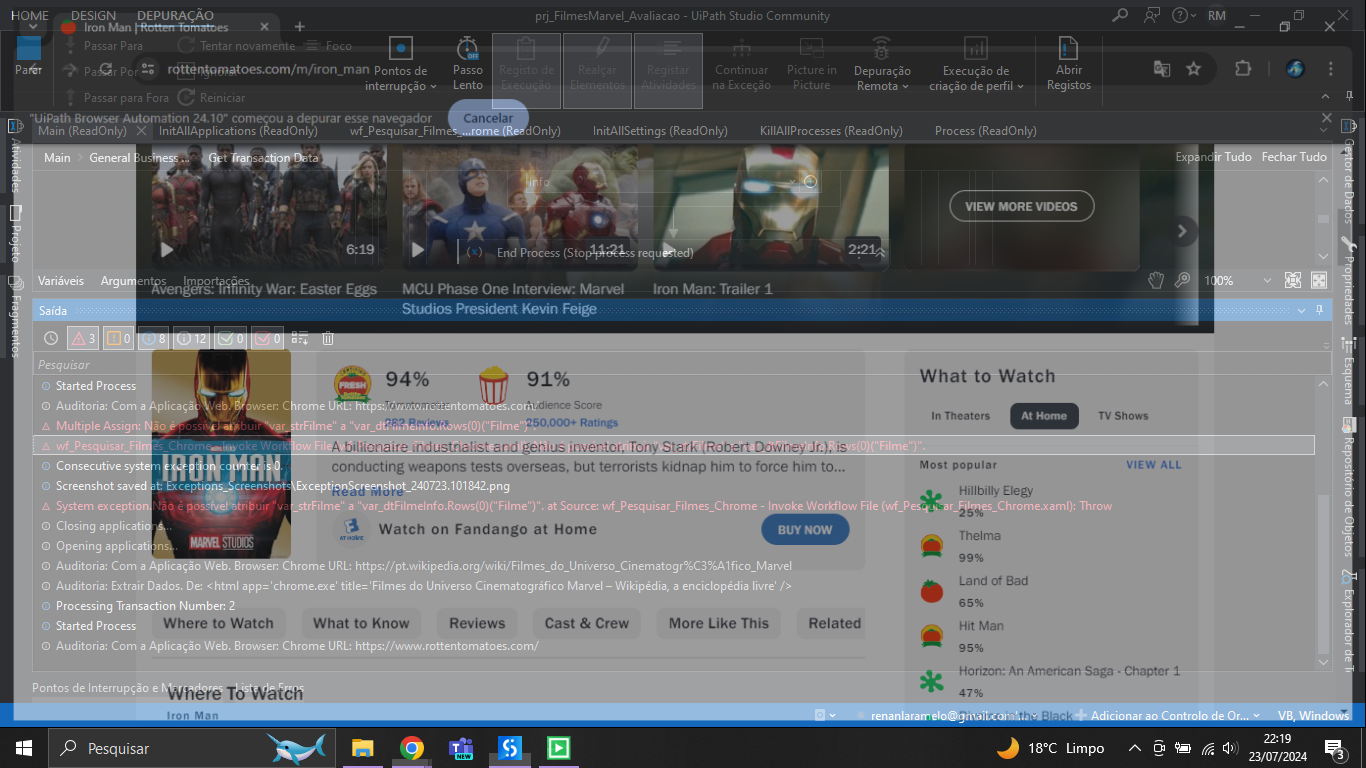 HOME DESIGN DEPURAÇÃO
prj_FilmesMarvel_Avaliacao - UiPath Studio Community
RM
Iron Man | Rotten Tomatoes
rottentomatoes.com/m/iron_man
Parar
Passar Para
Passar Por
Passar para Fora
Tentar novamente
Ignorar
Reiniciar
Foco
Pontos de interrupção
Passo Lento
OFF
Registo de Execução
Realçar Elementos
Registar Atividades
Continuar na Exceção
Picture in Picture
Depuração Remota
Execução de criação de perfil
Abrir Registos
"UiPath Browser Automation 24.10" começou a depurar esse navegador
Cancelar
Main (ReadOnly)
InitAllApplications (ReadOnly)
wf_Pesquisar_Filmes_...rome (ReadOnly)
InitAllSettings (ReadOnly)
KillAllProcesses (ReadOnly)
Process (ReadOnly)
Main
General Business ...
Get Transaction Data
Expandir Tudo Fechar Tudo
Atividades
Projeto
Fragmentos
Gestor de Dados
Propriedades
Esquema
Repositório de Objetos
Explorador de T
Info
End Process (Stop process requested)
6:19
11:21
2:21
VIEW MORE VIDEOS
Avengers: Infinity War: Easter Eggs
MCU Phase One Interview: Marvel
Studios President Kevin Feige
Iron Man: Trailer 1
Variáveis Argumentos Importações
100%
Saída
3
0
8
12
0
0
Pesquisar
Started Process
Auditoria: Com a Aplicação Web. Browser: Chrome URL: https://www.rottentomatoes.com/
Multiple Assign: Não é possível atribuir "var_strFilme" a "var_dtFilmeInfo.Rows(0)("Filme")".
Consecutive system exception counter is 0.
Screenshot saved at: Exceptions_Screenshots\ExceptionScreenshot_240723.101842.png
System exception.Não é possível atribuir "var_strFilme" a "var_dtFilmeInfo.Rows(0)("Filme")". at Source: wf_Pesquisar_Filmes_Chrome - Invoke Workflow File (wf_Pesquisar_Filmes_Chrome.xaml): Throw
Closing applications...
Opening applications...
Auditoria: Com a Aplicação Web. Browser: Chrome URL: https://pt.wikipedia.org/wiki/Filmes_do_Universo_Cinematogr%C3%A1fico_Marvel
Auditoria: Extrair Dados. De: <html app='chrome.exe' title='Filmes do Universo Cinematográfico Marvel – Wikipédia, a enciclopédia livre' />
Processing Transaction Number: 2
Started Process
Auditoria: Com a Aplicação Web. Browser: Chrome URL: https://www.rottentomatoes.com/
IRON MAN
MARVEL STUDIOS
FRESH
94%
Tomatometer
282 Reviews
91%
Audience Score
250,000+ Ratings
A billionaire industrialist and genius inventor, Tony Stark (Robert Downey Jr.), is
conducting weapons tests overseas, but terrorists kidnap him to force him to...
Read More
AT HOME
Watch on Fandango at Home
BUY NOW
Where to Watch
What to Know
Reviews
Cast & Crew
More Like This
Related
Where To Watch
Iron Man
What to Watch
In Theaters
At Home
TV Shows
Most popular
VIEW ALL
Hillbilly Elegy
25%
Thelma
99%
Land of Bad
65%
Hit Man
95%
Horizon: An American Saga - Chapter 1
47%
Pontos de Interrupção e Marcadores Lista de Erros
Adicionar ao Controlo de Or...
VB, Windows
Pesquisar
NEW
18°C Limpo
22:19
23/07/2024
3